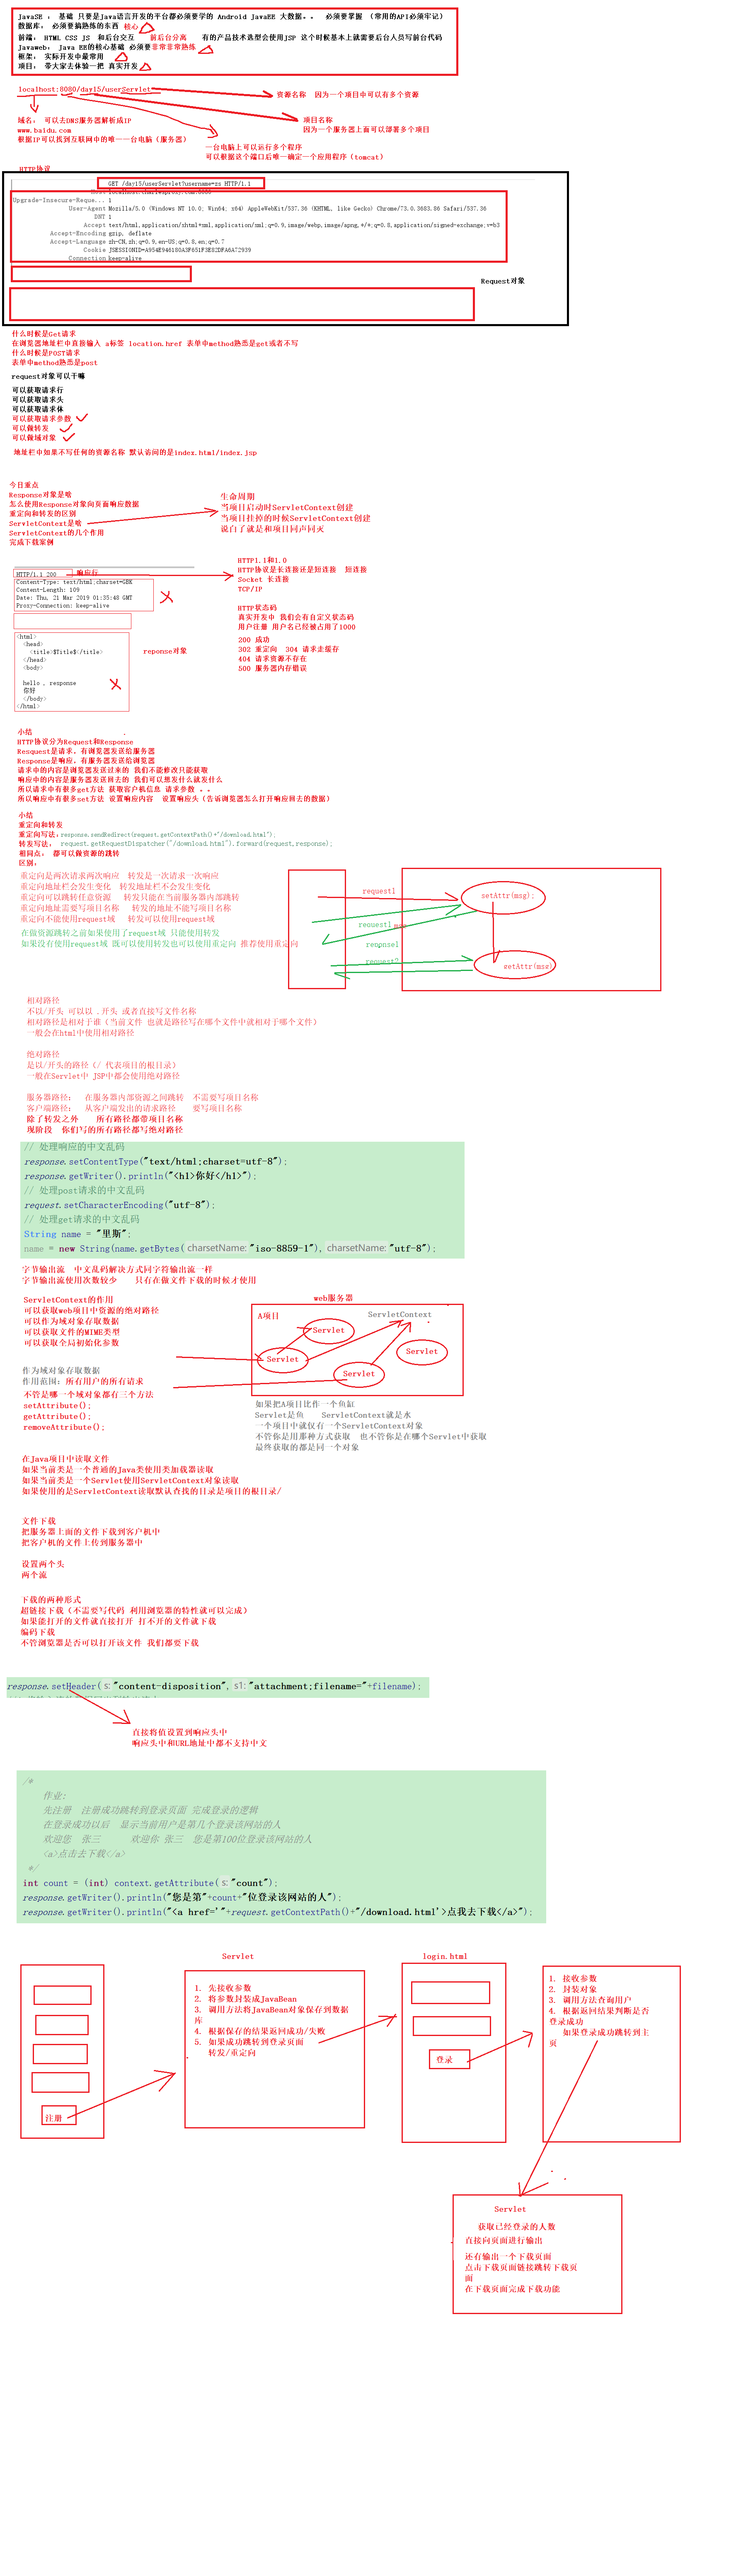 JavaSE : 基础 只要是Java语言开发的平台都必须要学的 Android JavaEE 大数据。。 必须要掌握 (常用的API必须牢记)
数据库: 必须要搞熟练的东西 核心
前端: HTML CSS JS 和后台交互 前后台分离 有的产品技术选型会使用JSP 这个时候基本上就需要后台人员写前台代码
Javaweb: Java EE的核心基础 必须要非常非常熟练
框架: 实际开发中最常用
项目: 带大家去体验一把 真实开发
localhost:8080/day15/userServlet
资源名称 因为一个项目中可以有多个资源
域名: 可以去DNS服务器解析成IP
www.baidu.com
根据IP可以找到互联网中的唯一一台电脑(服务器)
项目名称
因为一个服务器上面可以部署多个项目
一台电脑上可以运行多个程序
可以根据这个端口后唯一确定一个应用程序(tomcat)
HTTP协议
GET /day15/userServlet?username=zs HTTP/1.1
Upgrade-Insecure-Reque... 1
User-Agent Mozilla/5.0 (Windows NT 10.0; Win64; x64) AppleWebKit/537.36 (KHTML, like Gecko) Chrome/73.0.3683.86 Safari/537.36
DNT 1
Accept text/html,application/xhtml+xml,application/xml;q=0.9,image/webp,image/apng,*/*;q=0.8,application/signed-exchange;v=b3
Accept-Encoding gzip, deflate
Accept-Language zh-CN,zh;q=0.9,en-US;q=0.8,en;q=0.7
Cookie JSESSIONID=A954E946180A3F651F3E82DFA6A72939
Connection keep-alive
Request对象
什么时候是Get请求
在浏览器地址栏中直接输入 a标签 location.href 表单中method熟悉是get或者不写
什么时候是POST请求
表单中method熟悉是post
request对象可以干嘛
可以获取请求行
可以获取请求头
可以获取请求体
可以获取请求参数
可以做转发
可以做域对象
地址栏中如果不写任何的资源名称 默认访问的是index.html/index.jsp
今日重点
Response对象是啥
怎么使用Response对象向页面响应数据
重定向和转发的区别
ServletContext是啥
ServletContext的几个作用
完成下载案例
生命周期
当项目启动时ServletContext创建
当项目挂掉的时候ServletContext创建
说白了就是和项目同声同灭
HTTP/1.1 200 响应行
Content-Type: text/html;charset=GBK
Content-Length: 109
Date: Thu, 21 Mar 2019 01:35:48 GMT
Proxy-Connection: keep-alive
<html>
<head>
<title>$Title$</title>
</head>
<body>
hello , response
你好
</body>
</html>
reponse对象
HTTP1.1和1.0
HTTP协议是长连接还是短连接 短连接
Socket 长连接
TCP/IP
HTTP状态码
真实开发中 我们会有自定义状态码
用户注册 用户名已经被占用了1000
200 成功
302 重定向 304 请求走缓存
404 请求资源不存在
500 服务器内存错误
小结
HTTP协议分为Request和Response
Resquest是请求, 有浏览器发送给服务器
Response是响应, 有服务器发送给浏览器
请求中的内容是浏览器发送过来的 我们不能修改只能获取
响应中的内容是服务器发送回去的 我们可以想发什么就发什么
所以请求中有很多get方法 获取客户机信息 请求参数 。。
所以响应中有很多set方法 设置响应内容 设置响应头(告诉浏览器怎么打开响应回去的数据)
小结
重定向和转发
重定向写法:response.sendRedirect(request.getContextPath()+"/download.html");
转发写法: request.getRequestDispatcher("/download.html").forward(request,response);
相同点: 都可以做资源的跳转
区别:
重定向是两次请求两次响应 转发是一次请求一次响应
重定向地址栏会发生变化 转发地址栏不会发生变化
重定向可以跳转任意资源 转发只能在当前服务器内部跳转
重定向地址需要写项目名称 转发的地址不能写项目名称
重定向不能使用request域 转发可以使用request域
在做资源跳转之前如果使用了request域 只能使用转发
如果没有使用request域 既可以使用转发也可以使用重定向 推荐使用重定向
request1
setAttr(msg);
request1 msg
reponse1
request2
getAttr(msg)
相对路径
不以/开头 可以以 .开头 或者直接写文件名称
相对路径是相对于谁(当前文件 也就是路径写在哪个文件中就相对于哪个文件)
一般会在html中使用相对路径
绝对路径
是以/开头的路径(/ 代表项目的根目录)
一般在Servlet中 JSP中都会使用绝对路径
服务器路径: 在服务器内部资源之间跳转 不需要写项目名称
客户端路径: 从客户端发出的请求路径 要写项目名称
除了转发之外 所有路径都带项目名称
现阶段 你们写的所有路径都写绝对路径
// 处理响应的中文乱码
response.setContentType("text/html;charset=utf-8");
response.getWriter().println("<h1>你好</h1>");
// 处理post请求的中文乱码
request.setCharacterEncoding("utf-8");
// 处理get请求的中文乱码
String name = "里斯";
name = new String(name.getBytes( charsetName: "iso-8859-1"), charsetName: "utf-8");
字节输出流 中文乱码解决方式同字符输出流一样
字节输出流使用次数较少 只有在做文件下载的时候才使用
ServletContext的作用
可以获取web项目中资源的绝对路径
可以作为域对象存取数据
可以获取文件的MIME类型
可以获取全局初始化参数
作为域对象存取数据
作用范围:所有用户的所有请求
不管是哪一个域对象都有三个方法
setAttribute();
getAttribute();
removeAttribute();
web服务器
A项目
ServletContext
Servlet
Servlet
Servlet
Servlet
如果把A项目比作一个鱼缸
Servlet是鱼 ServletContext就是水
一个项目中就仅有一个ServletContext对象
不管你是用那种方式获取 也不管你是在哪个Servlet中获取
最终获取的都是同一个对象
在Java项目中读取文件
如果当前类是一个普通的Java类使用类加载器读取
如果当前类是一个Servlet使用ServletContext对象读取
如果使用的是ServletContext读取默认查找的目录是项目的根目录/
文件下载
把服务器上面的文件下载到客户机中
把客户机的文件上传到服务器中
设置两个头
两个流
下载的两种形式
超链接下载(不需要写代码 利用浏览器的特性就可以完成)
如果能打开的文件就直接打开 打不开的文件就下载
编码下载
不管浏览器是否可以打开该文件 我们都要下载
response.setHeader( s: "content-disposition", s1: "attachment;filename="+filename);
直接将值设置到响应头中
响应头中和URL地址中都不支持中文
/*
作业:
先注册 注册成功跳转到登录页面 完成登录的逻辑
在登录成功以后 显示当前用户是第几个登录该网站的人
欢迎您 张三 欢迎你 张三 您是第100位登录该网站的人
<a>点击去下载</a>
*/
int count = (int) context.getAttribute( s: "count");
response.getWriter().println("您是第"+count+"位登录该网站的人");
response.getWriter().println("<a href='"+request.getContextPath()+"/download.html'>点我去下载</a>");
注册
Servlet
1. 先接收参数
2. 将参数封装成JavaBean
3. 调用方法将JavaBean对象保存到数据
库
4. 根据保存的结果返回成功/失败
5. 如果成功跳转到登录页面
转发/重定向
login.html
登录
1. 接收参数
2. 封装对象
3. 调用方法查询用户
4. 根据返回结果判断是否
登录成功
如果登录成功跳转到主
页
Servlet
获取已经登录的人数
直接向页面进行输出
还有输出一个下载页面
点击下载页面链接跳转下载页
面
在下载页面完成下载功能